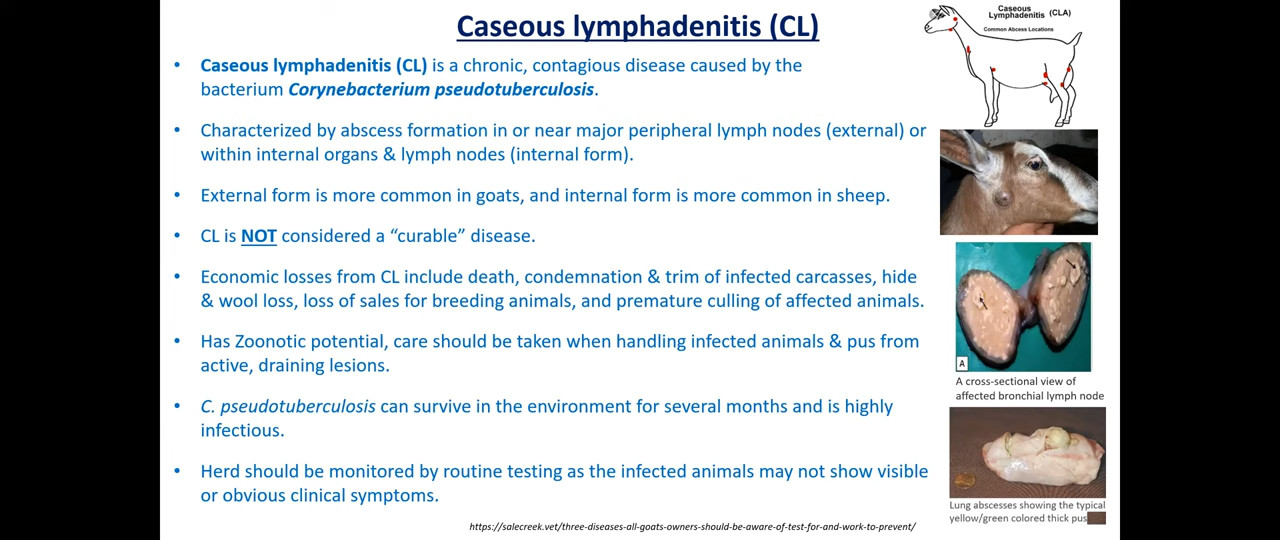 Caseous lymphadenitis (CL)
• Caseous lymphadenitis (CL) is a chronic, contagious disease caused by the
bacterium Corynebacterium pseudotuberculosis.
• Characterized by abscess formation in or near major peripheral lymph nodes (external) or
within internal organs & lymph nodes (internal form).
• External form is more common in goats, and internal form is more common in sheep.
• CL is NOT considered a “curable” disease.
• Economic losses from CL include death, condemnation & trim of infected carcasses, hide
& wool loss, loss of sales for breeding animals, and premature culling of affected animals.
• Has Zoonotic potential, care should be taken when handling infected animals & pus from
active, draining lesions.
• C. pseudotuberculosis can survive in the environment for several months and is highly
infectious.
• Herd should be monitored by routine testing as the infected animals may not show visible
or obvious clinical symptoms.
https://salecreek.vet/three-diseases-all-goats-owners-should-be-aware-of-test-for-and-work-to-prevent/
Caseous
Lymphadenitis (CLA)
Common Abcess Locations
A
A cross-sectional view of
affected bronchial lymph node
Lung abscesses showing the typical
yellow/green colored thick pus